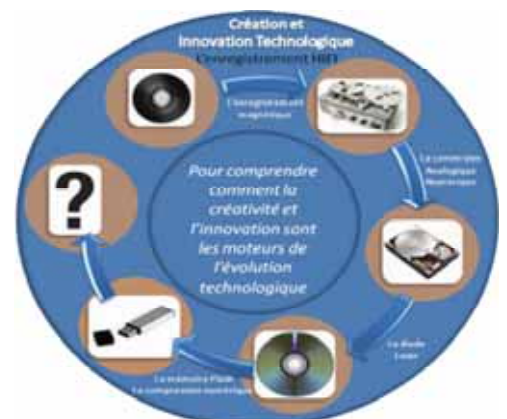 Création et
Innovation Technologique
L'enregistrement HIFI
L'enregistrement
magnétique
La conversion
Analogique
Numérique
Pour comprendre
comment la
créativité et
l'innovation sont
les moteurs de
l'évolution
technologique
?
La diode
Laser
La mémoire Flash
La compression numérique